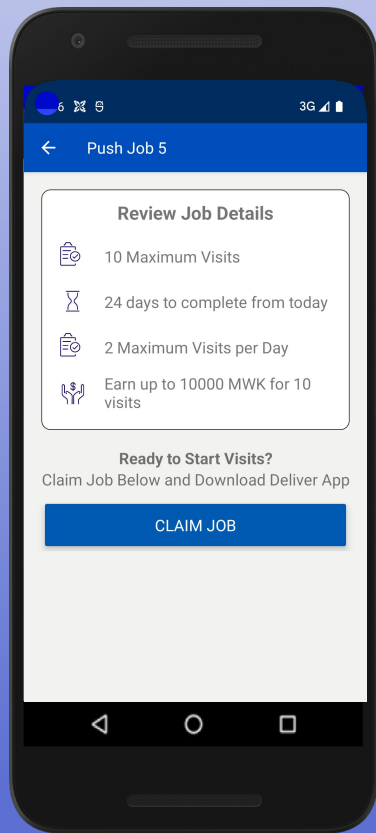 6 3G
Push Job 5
Review Job Details
10 Maximum Visits
24 days to complete from today
2 Maximum Visits per Day
Earn up to 10000 MWK for 10
visits
Ready to Start Visits?
Claim Job Below and Download Deliver App
CLAIM JOB